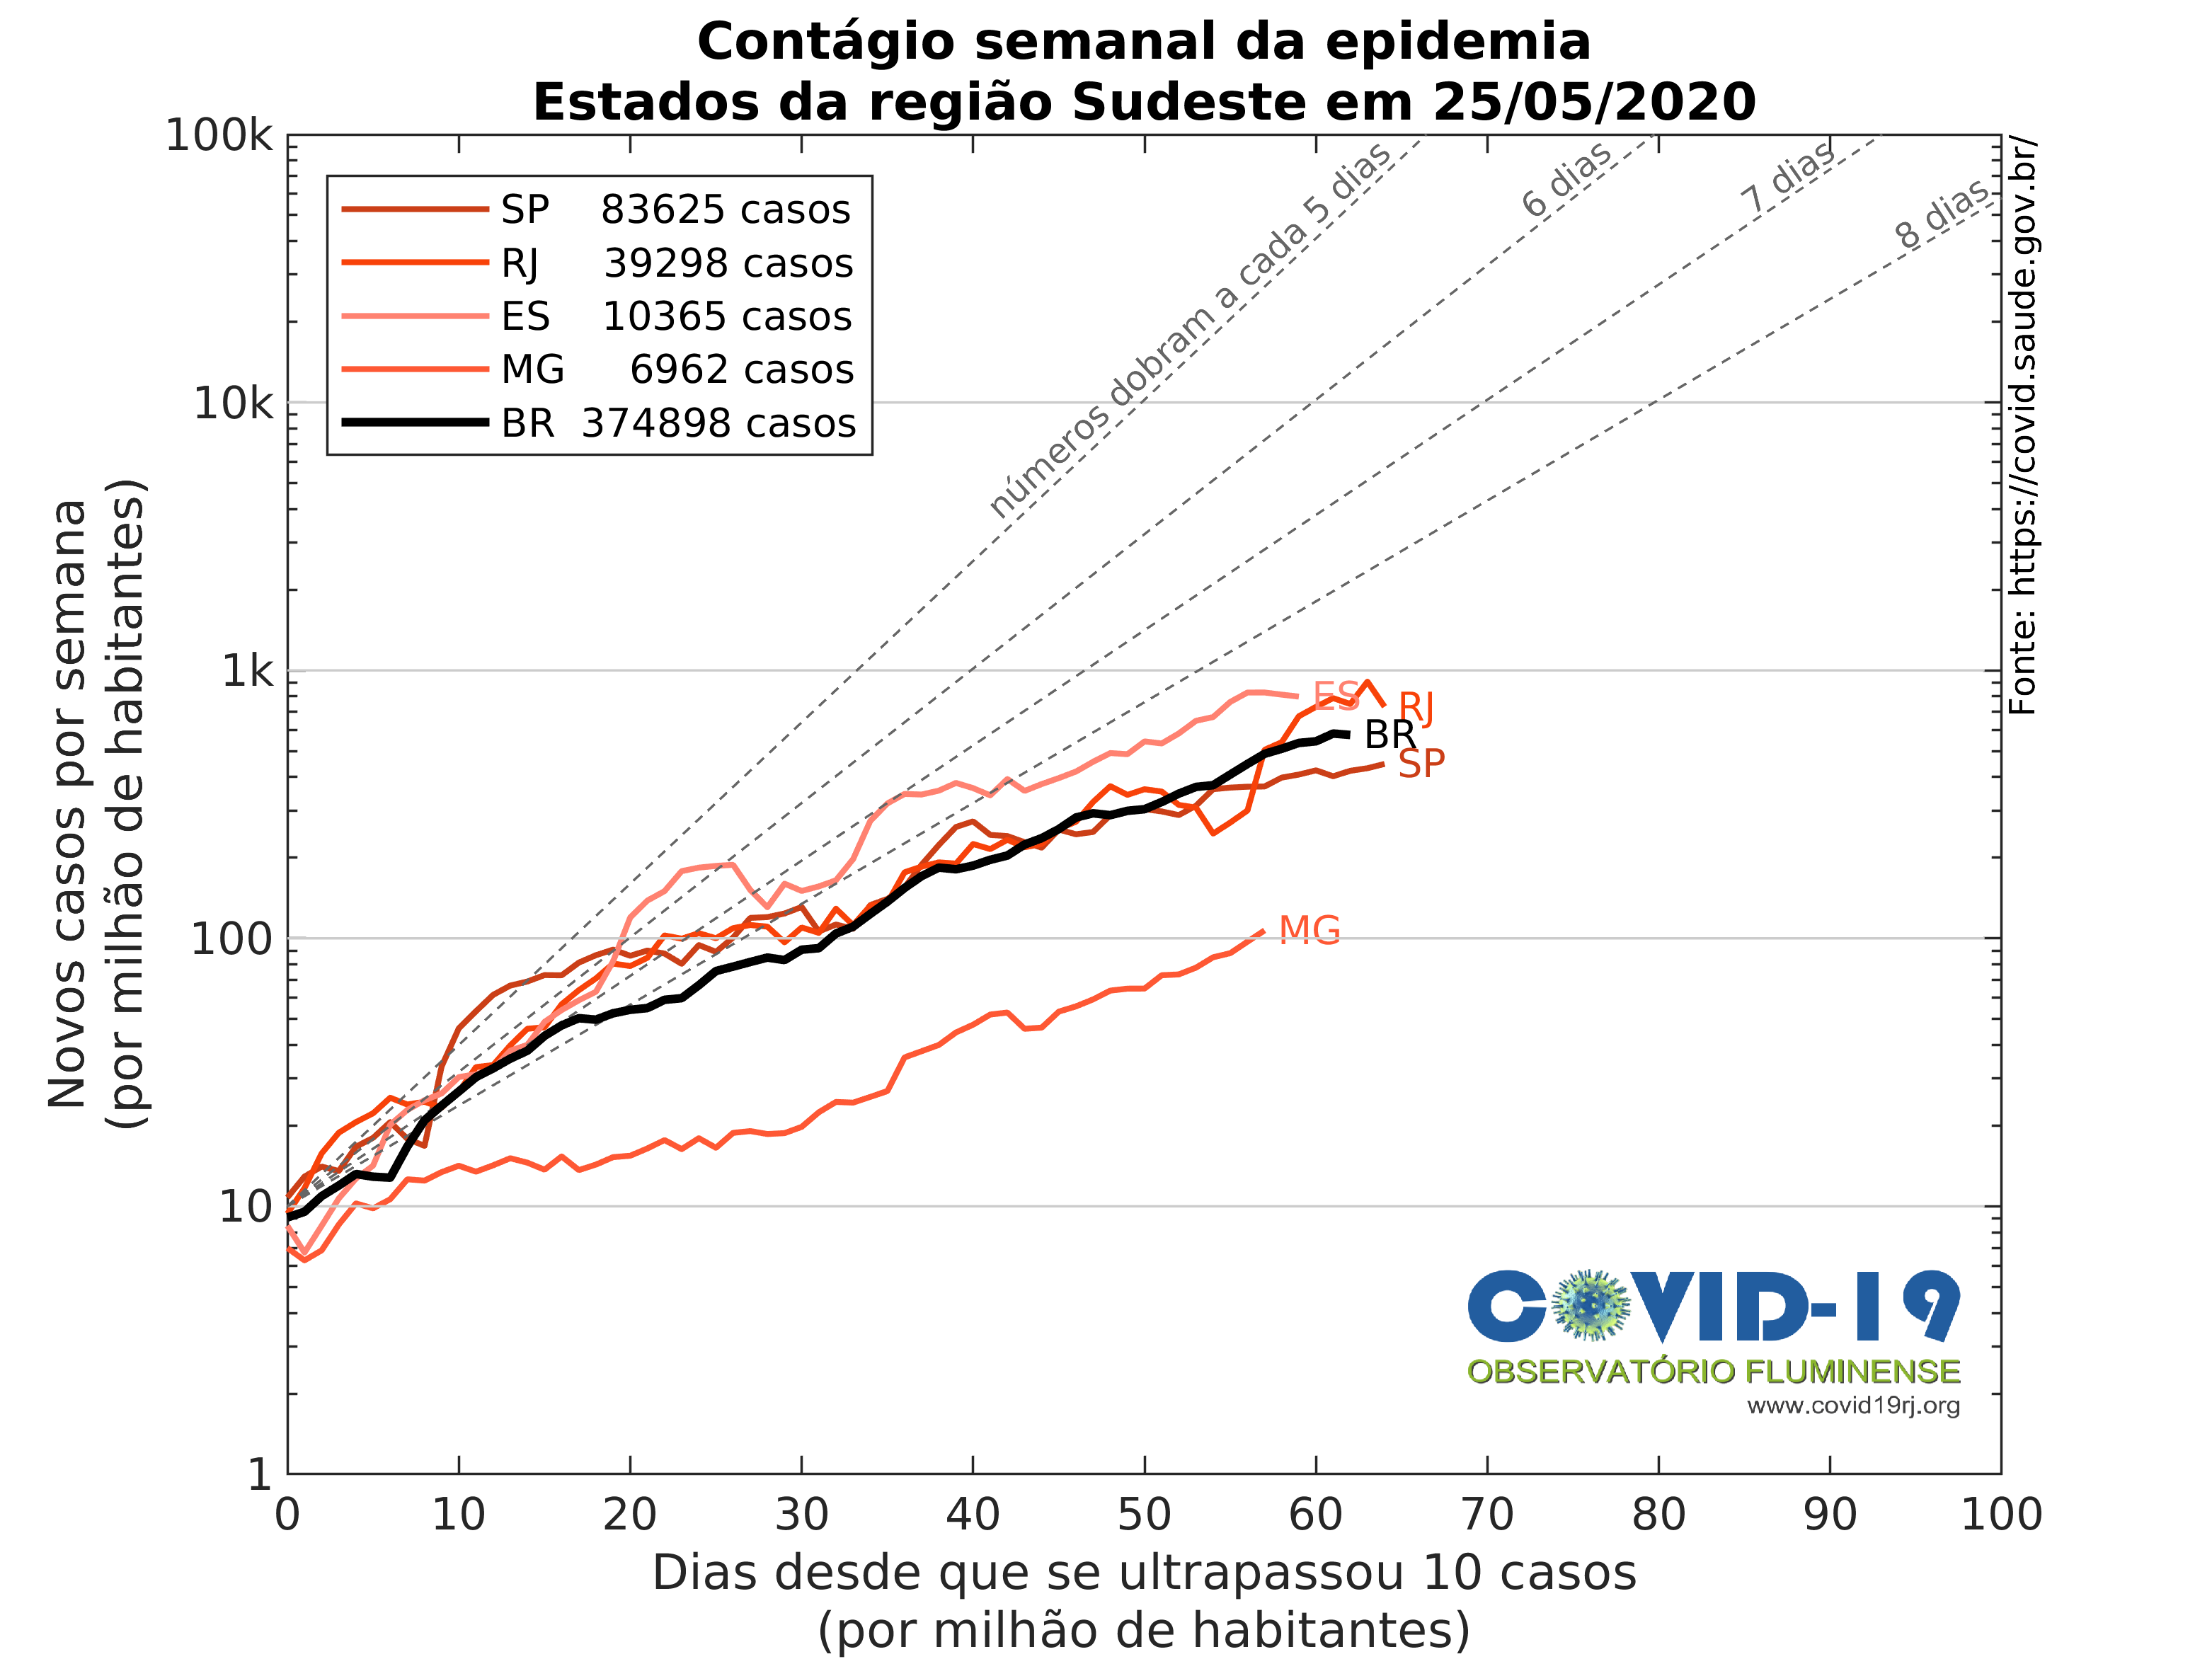 Contágio semanal da epidemia
Estados da região Sudeste em 25/05/2020
100k
10k
1k
100
10
1
Novos casos por semana
(por milhão de habitantes)
SP 83625 casos
RJ 39298 casos
ES 10365 casos
MG 6962 casos
BR 374898 casos
números dobram a cada 5 dias
6 dias
7 dias
8 dias
Fonte: https://covid.saude.gov.br/
ES
RJ
BR
SP
MG
COVID-19
OBSERVATÓRIO FLUMINENSE
www.covid19rj.org
0 10 20 30 40 50 60 70 80 90 100
Dias desde que se ultrapassou 10 casos
(por milhão de habitantes)